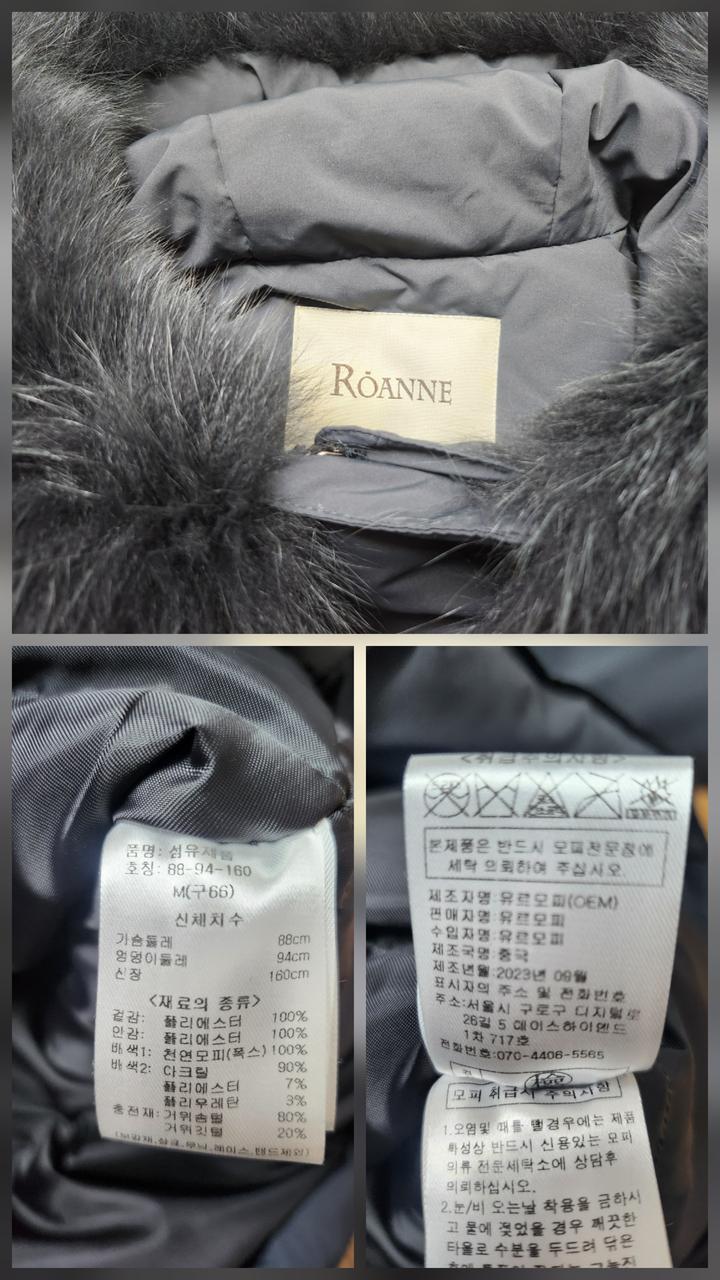 RÓANNE
품명: 섬유제품
호칭: 88-94-160
M(구66)
신체치수
가슴둘레 88cm
엉덩이둘레 94cm
신장 160cm
<재료의 종류>
겉감: 폴리에스터 100%
안감: 폴리에스터 100%
배색1: 천연모피(폭스) 100%
배색2: 아크릴 90%
폴리에스터 7%
폴리우레탄 3%
충전재: 거위솜털 80%
거위깃털 20%
<취급주의사항>
본제품은 반드시 모피전문점에
세탁 의뢰하여 주십시오.
제조자명:유르모피(OEM)
판매자명:유르모피
수입자명:유르모피
제조국명:중국
제조년월:2023년 09월
표시자의 주소 및 전화번호
주소:서울시 구로구 디지털로
26길 5 에이스하이엔드
1차 717호
전화번호:070-4406-5565
모피 취급시 주의사항
1.오염및 때를 뺄경우에는 제품
특성상 반드시 신용있는 모피
의류 전문세탁소에 상담후
의뢰하십시오.
2.눈/비 오는날 착용을 금하시
고 물에 젖었을 경우 깨끗한
타올로 수분을 두드려 닦은